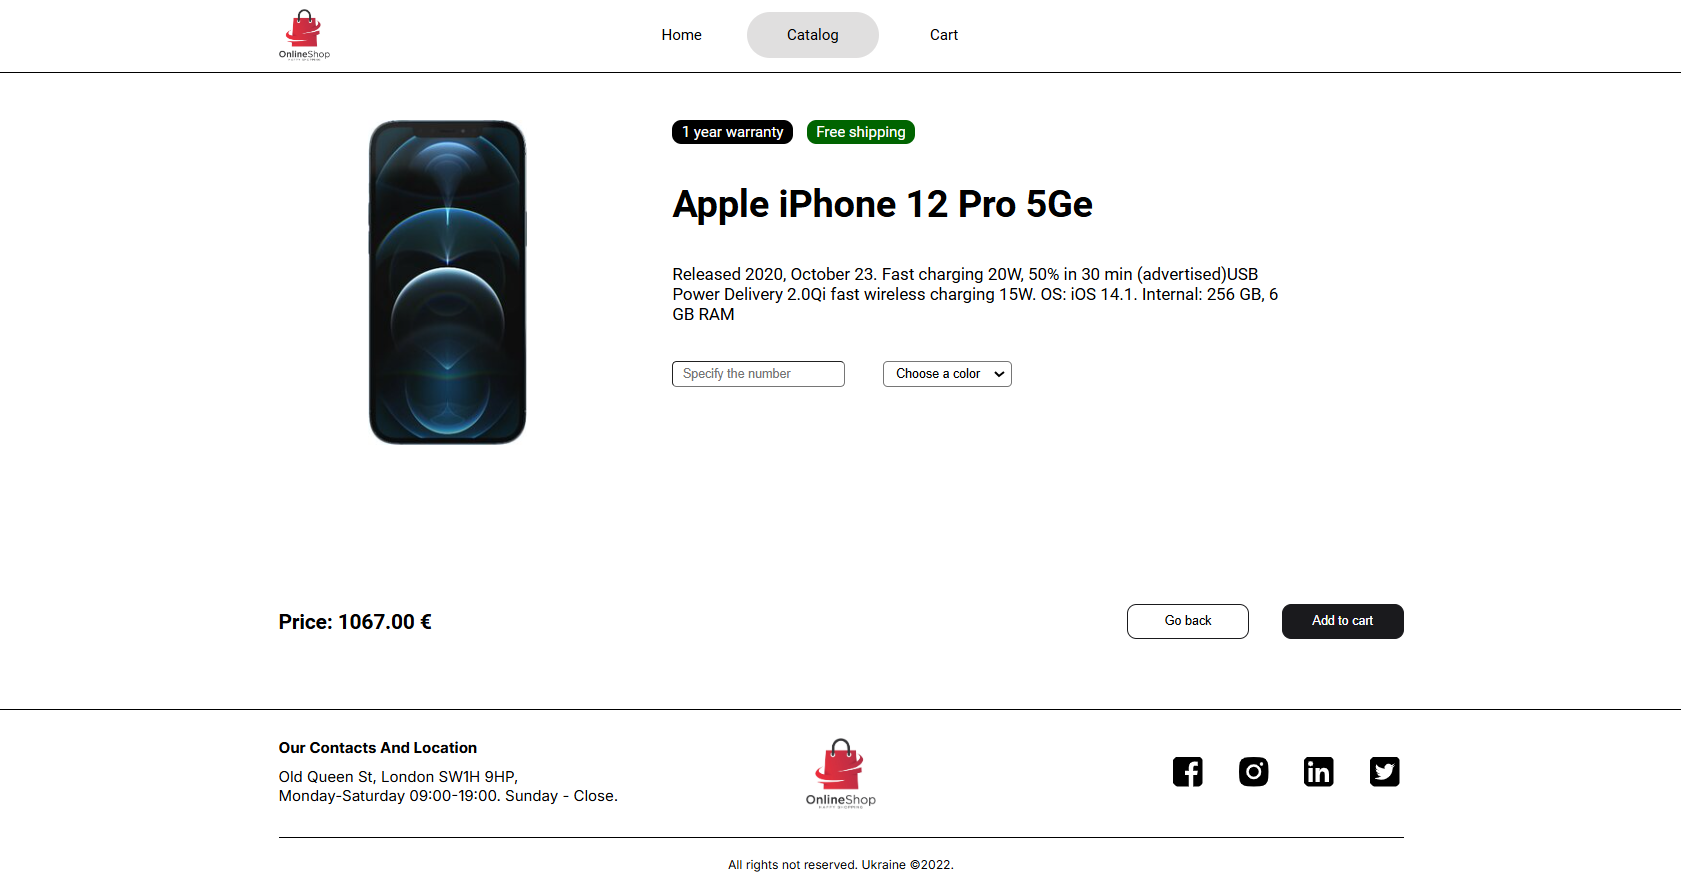 OnlineShop
Home
Catalog
Cart
1 year warranty
Free shipping
Apple iPhone 12 Pro 5Ge
Released 2020, October 23. Fast charging 20W, 50% in 30 min (advertised)USB
Power Delivery 2.0Qi fast wireless charging 15W. OS: iOS 14.1. Internal: 256 GB, 6
GB RAM
Specify the number
Choose a color
Price: 1067.00 €
Go back
Add to cart
Our Contacts And Location
Old Queen St, London SW1H 9HP,
Monday-Saturday 09:00-19:00. Sunday - Close.
OnlineShop
HAPPY SHOPPING
All rights not reserved. Ukraine ©2022.